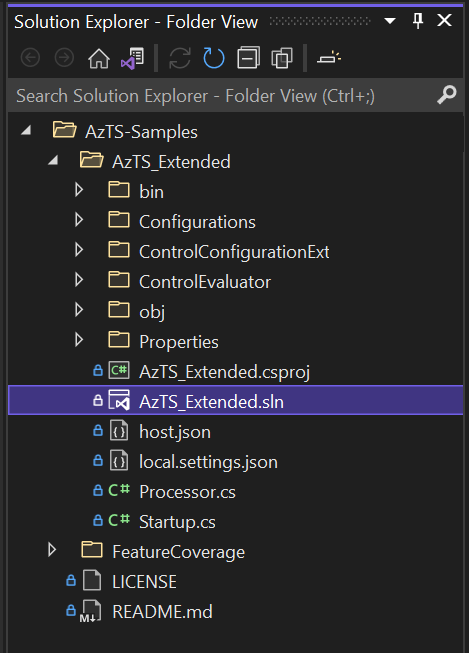 Solution Explorer - Folder View
Search Solution Explorer - Folder View (Ctrl+;)
AzTS-Samples
AzTS_Extended
bin
Configurations
ControlConfigurationExt
ControlEvaluator
obj
Properties
C# AzTS_Extended.csproj
AzTS_Extended.sln
host.json
local.settings.json
C# Processor.cs
C# Startup.cs
FeatureCoverage
LICENSE
M↓ README.md